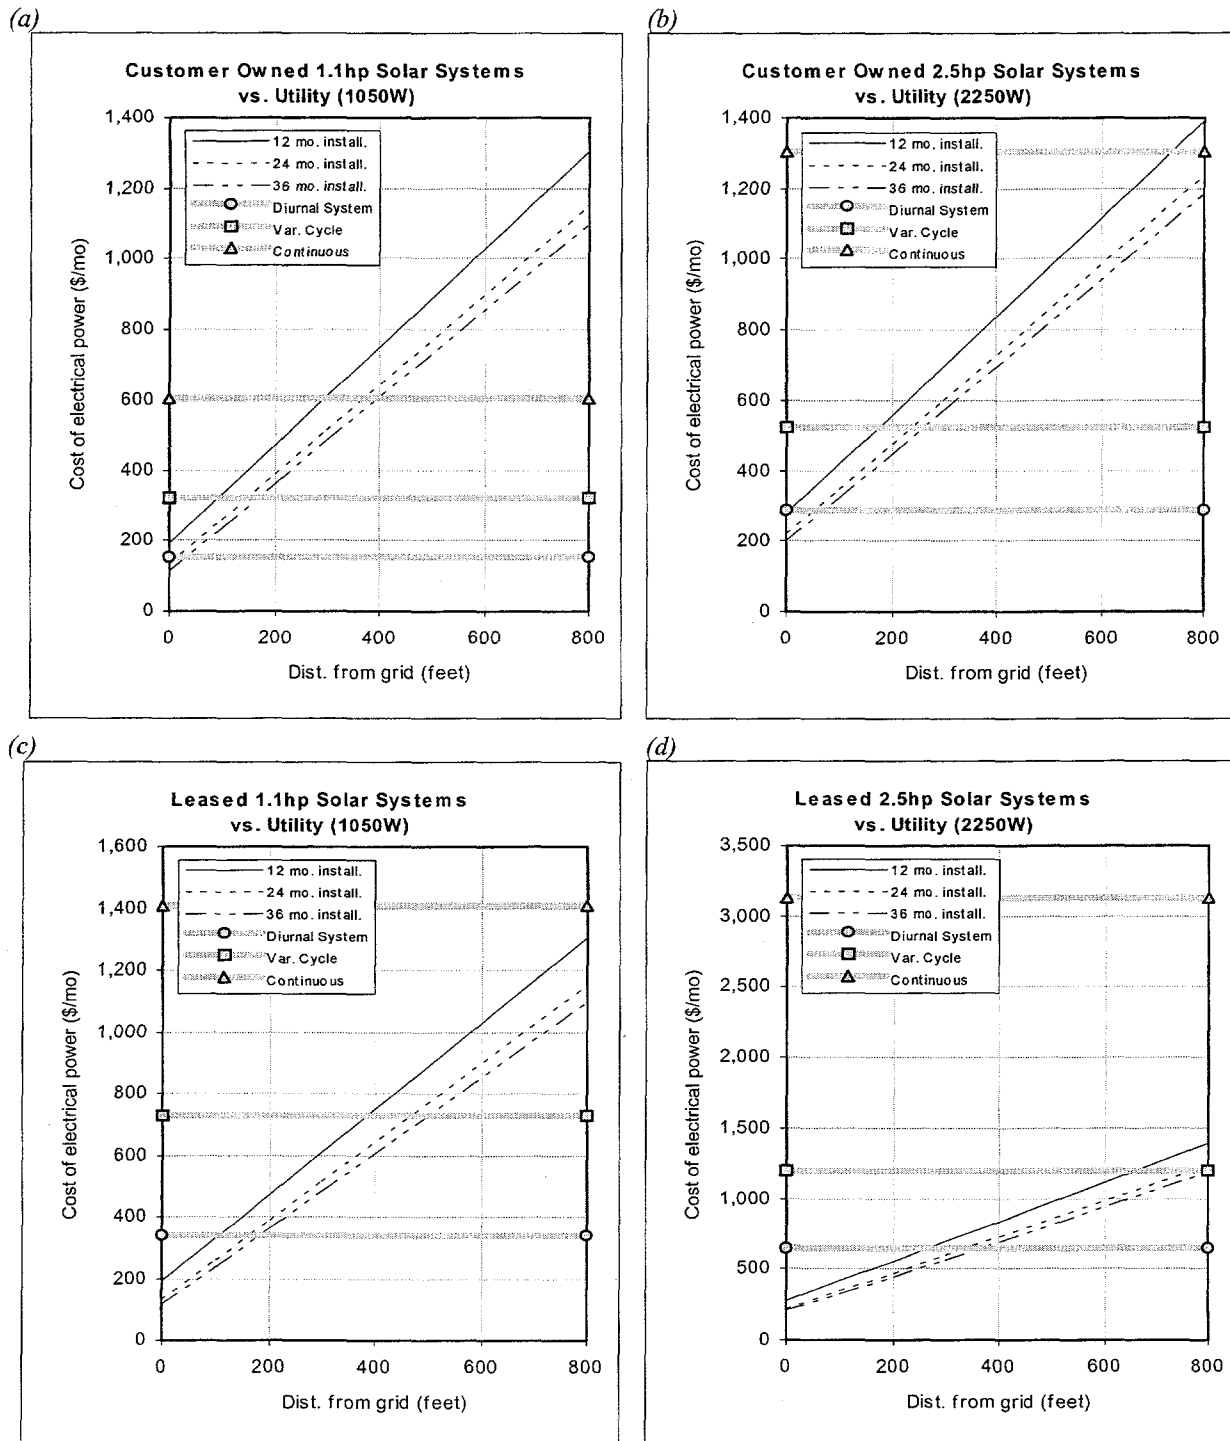 (a)
Customer Owned 1.1hp Solar Systems
vs. Utility (1050W)
1,400
1,200
1,000
800
600
400
200
0
Cost of electrical power ($/mo)
12 mo. install.
24 mo. install.
36 mo. install.
Diurnal System
Var. Cycle
Continuous
0 200 400 600 800
Dist. from grid (feet)
(b)
Customer Owned 2.5hp Solar Systems
vs. Utility (2250W)
1,400
1,200
1,000
800
600
400
200
0
Cost of electrical power ($/mo)
12 mo. install.
24 mo. install.
36 mo. install.
Diurnal System
Var. Cycle
Continuous
0 200 400 600 800
Dist. from grid (feet)
(c)
Leased 1.1hp Solar Systems
vs. Utility (1050W)
1,600
1,400
1,200
1,000
800
600
400
200
0
Cost of electrical power ($/mo)
12 mo. install.
24 mo. install.
36 mo. install.
Diurnal System
Var. Cycle
Continuous
0 200 400 600 800
Dist. from grid (feet)
(d)
Leased 2.5hp Solar Systems
vs. Utility (2250W)
3,500
3,000
2,500
2,000
1,500
1,000
500
0
Cost of electrical power ($/mo)
12 mo. install.
24 mo. install.
36 mo. install.
Diurnal System
Var. Cycle
Continuous
0 200 400 600 800
Dist. from grid (feet)